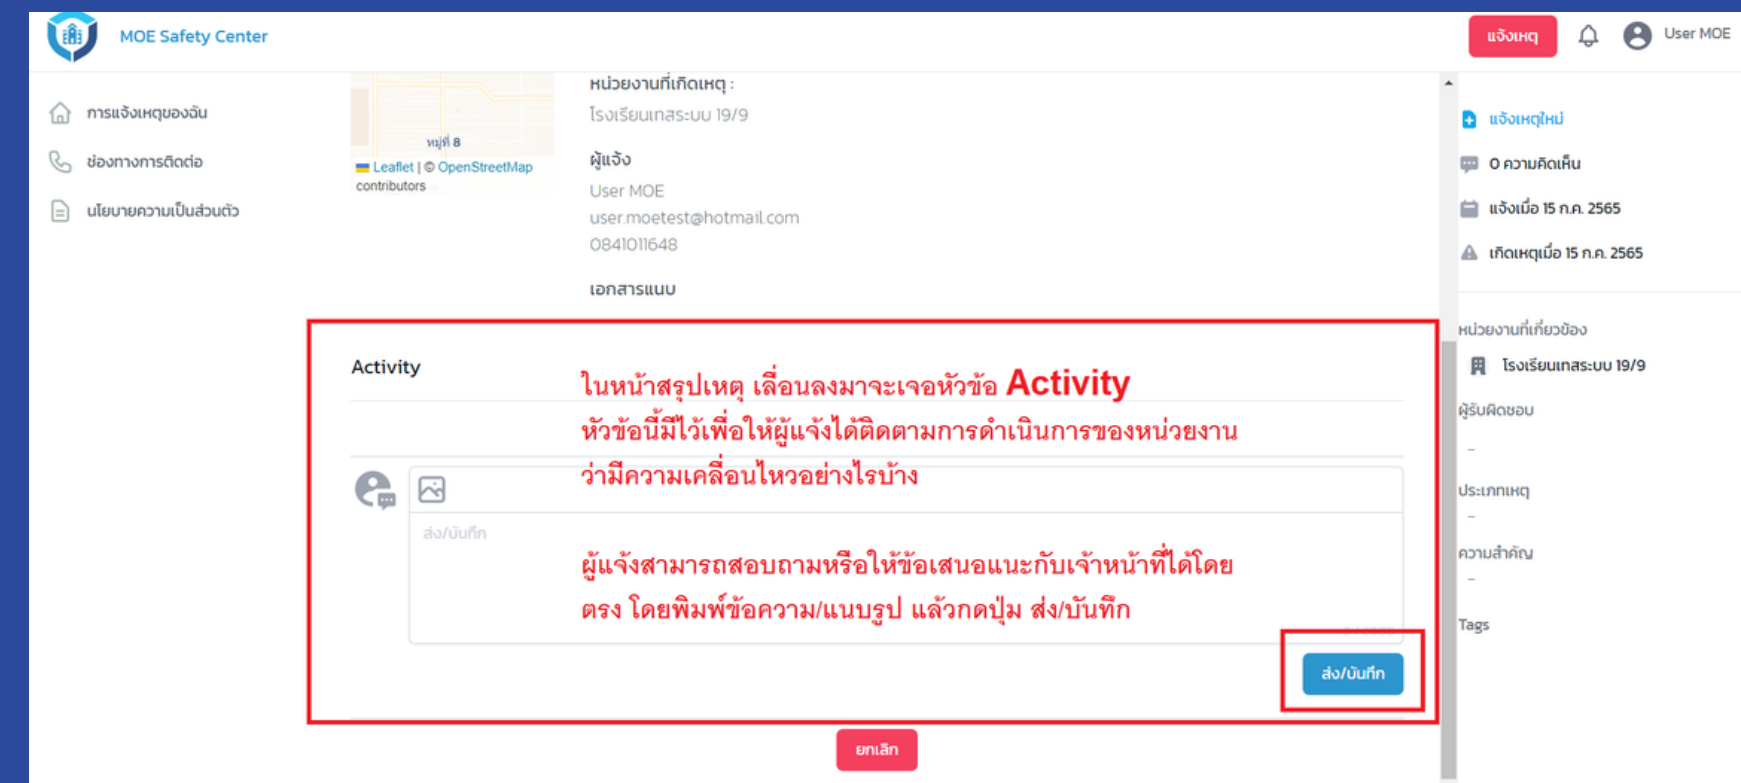 MOE Safety Center
แจ้งเหตุ
User MOE
การแจ้งเหตุของฉัน
ช่องทางการติดต่อ
นโยบายความเป็นส่วนตัว
หมู่ที่ 8
Leaflet | © OpenStreetMap
contributors
หน่วยงานที่เกิดเหตุ :
โรงเรียนเทสระบบ 19/9
ผู้แจ้ง
User MOE
user.moetest@hotmail.com
0841011648
เอกสารแนบ
Activity
ในหน้าสรุปเหตุ เลื่อนลงมาจะเจอหัวข้อ Activity
หัวข้อนี้มีไว้เพื่อให้ผู้แจ้งได้ติดตามการดำเนินการของหน่วยงาน
ว่ามีความเคลื่อนไหวอย่างไรบ้าง
ส่ง/บันทึก
ผู้แจ้งสามารถสอบถามหรือให้ข้อเสนอแนะกับเจ้าหน้าที่ได้โดย
ตรง โดยพิมพ์ข้อความ/แนบรูป แล้วกดปุ่ม ส่ง/บันทึก
ส่ง/บันทึก
ยกเลิก
แจ้งเหตุใหม่
0 ความคิดเห็น
แจ้งเมื่อ 15 ก.ค. 2565
เกิดเหตุเมื่อ 15 ก.ค. 2565
หน่วยงานที่เกี่ยวข้อง
โรงเรียนเทสระบบ 19/9
ผู้รับผิดชอบ
-
ประเภทเหตุ
-
ความสำคัญ
-
Tags